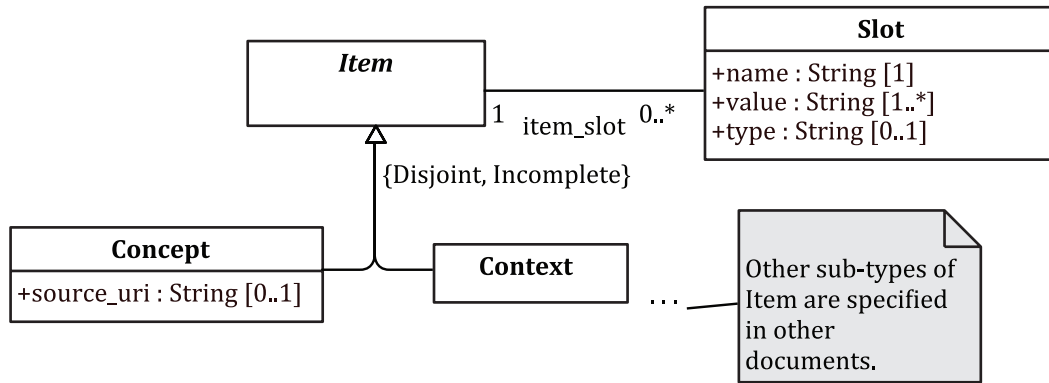 Item
Slot
+name : String [1]
+value : String [1..*]
+type : String [0..1]
1
item_slot
0..*
{Disjoint, Incomplete}
Concept
+source_uri : String [0..1]
Context
...
Other sub-types of
Item are specified
in other
documents.